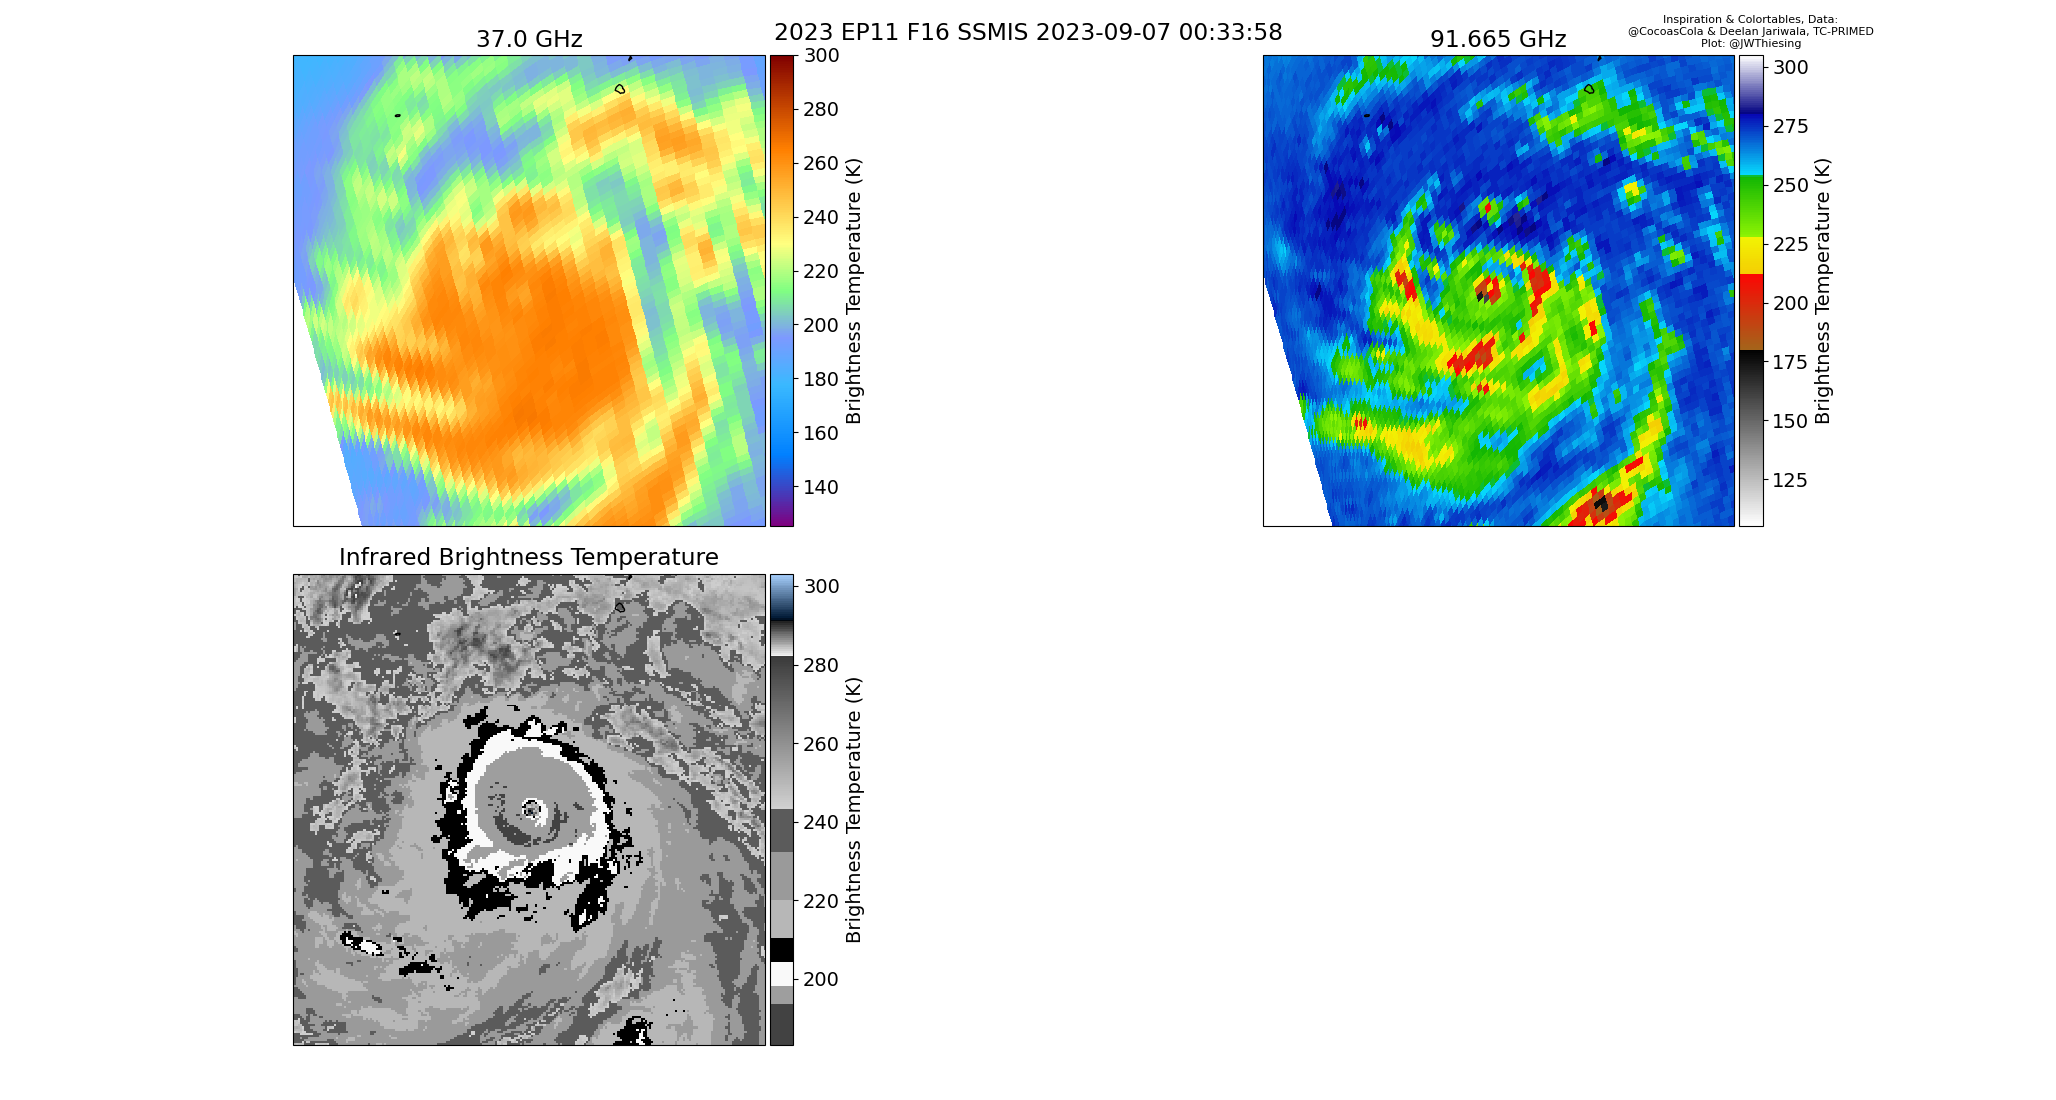 2023 EP11 F16 SSMIS 2023-09-07 00:33:58
Inspiration & Colortables, Data:
@CocoasCola & Deelan Jariwala, TC-PRIMED
Plot: @JWThiesing
37.0 GHz
300
280
260
240
220
200
180
160
140
Brightness Temperature (K)
91.665 GHz
300
275
250
225
200
175
150
125
Brightness Temperature (K)
Infrared Brightness Temperature
300
280
260
240
220
200
Brightness Temperature (K)